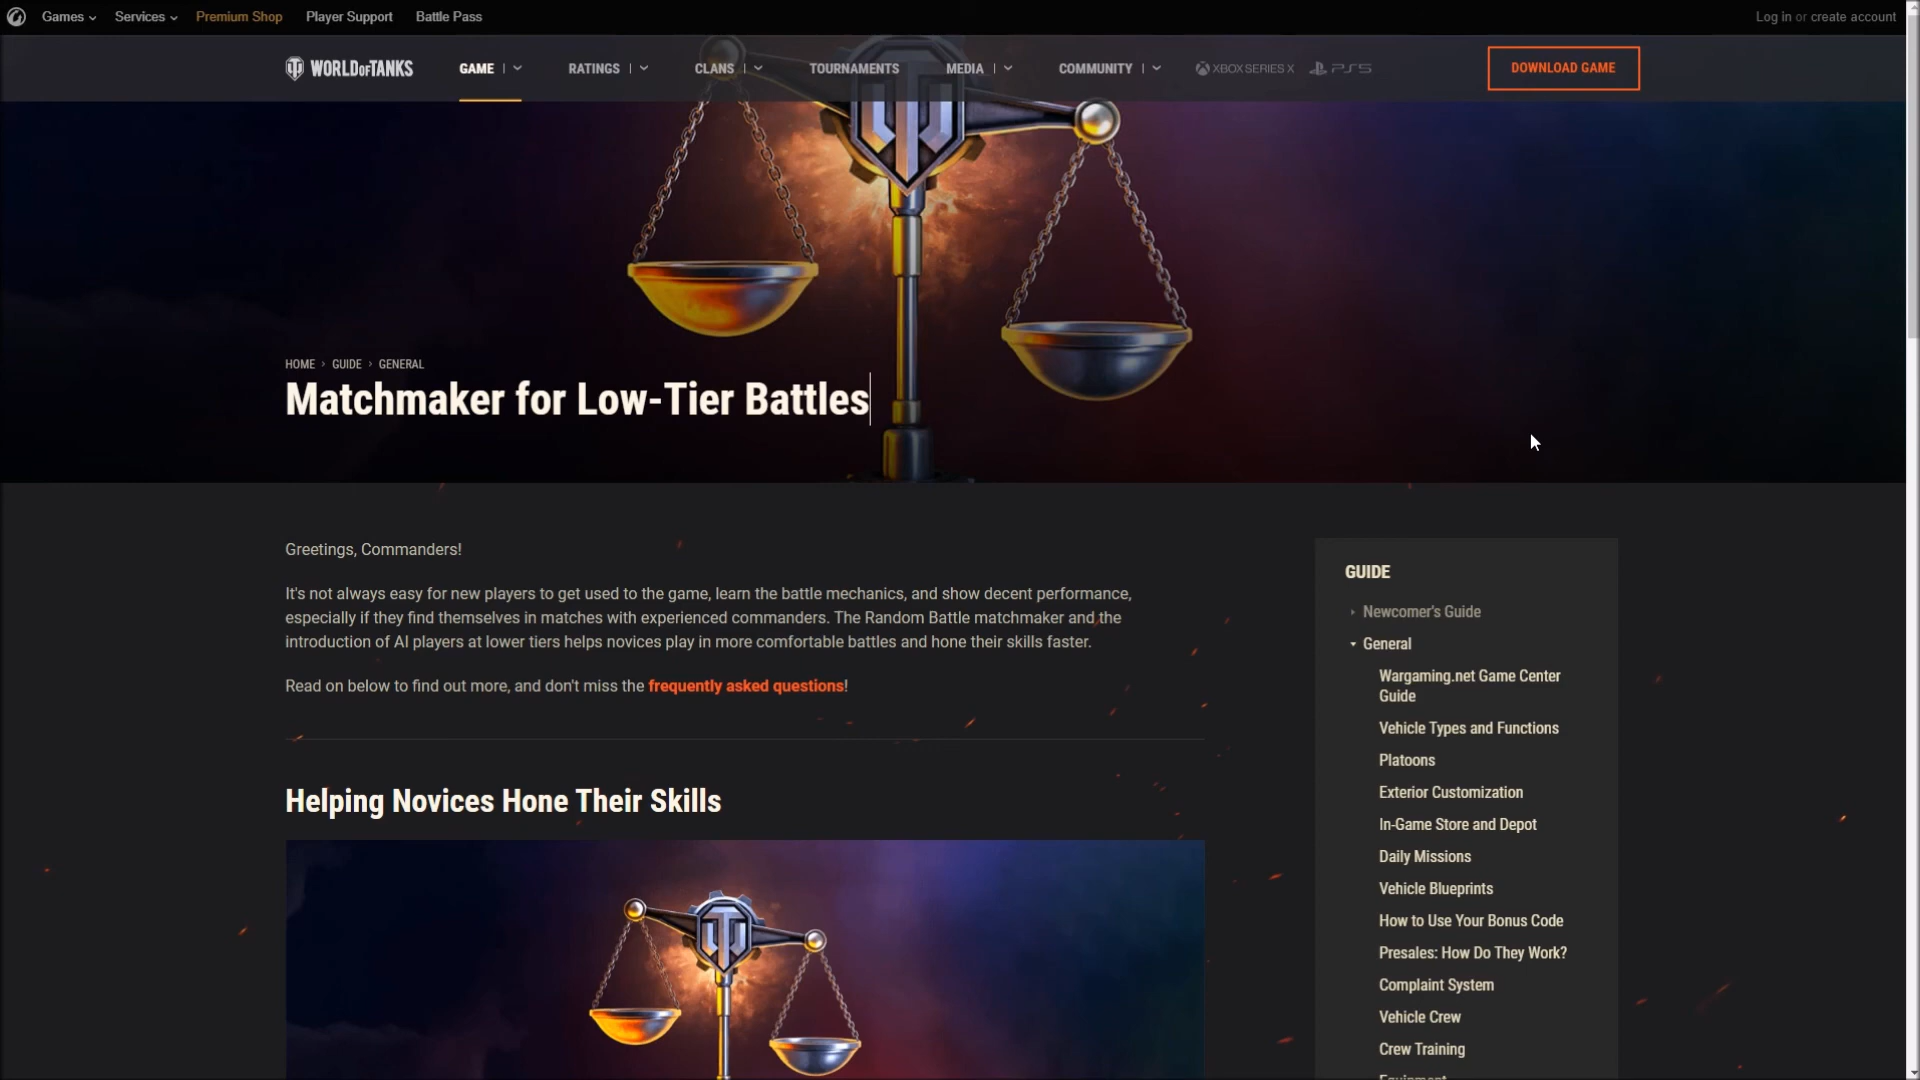 Games Services Premium Shop Player Support Battle Pass Log in or create account
WORLD OF TANKS GAME RATINGS CLANS TOURNAMENTS MEDIA COMMUNITY XBOX SERIES X PS5 DOWNLOAD GAME
HOME › GUIDE › GENERAL
Matchmaker for Low-Tier Battles
Greetings, Commanders!
It's not always easy for new players to get used to the game, learn the battle mechanics, and show decent performance,
especially if they find themselves in matches with experienced commanders. The Random Battle matchmaker and the
introduction of AI players at lower tiers helps novices play in more comfortable battles and hone their skills faster.
Read on below to find out more, and don't miss the frequently asked questions!
Helping Novices Hone Their Skills
GUIDE
Newcomer's Guide
General
Wargaming.net Game Center
Guide
Vehicle Types and Functions
Platoons
Exterior Customization
In-Game Store and Depot
Daily Missions
Vehicle Blueprints
How to Use Your Bonus Code
Presales: How Do They Work?
Complaint System
Vehicle Crew
Crew Training